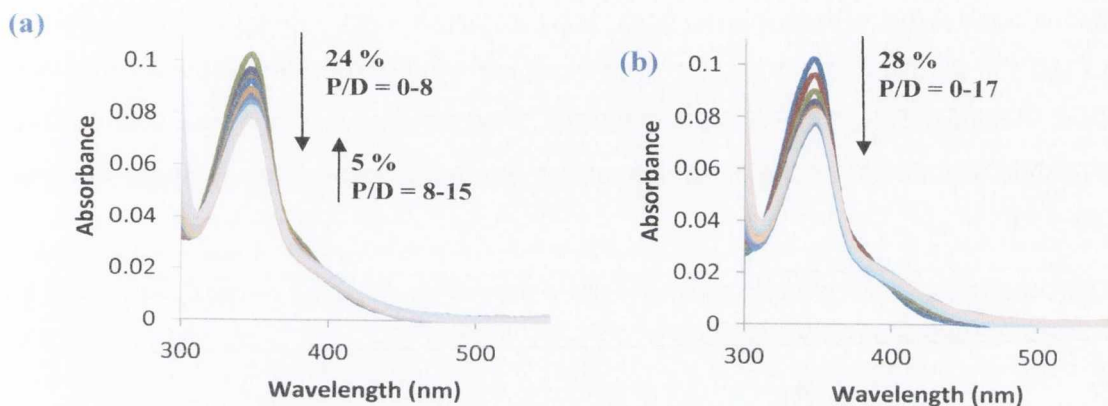 (a)
0.1
0.08
0.06
0.04
0.02
0
Absorbance
300
400
500
Wavelength (nm)
24 %
P/D = 0-8
5 %
P/D = 8-15
(b)
0.1
0.08
0.06
0.04
0.02
0
Absorbance
300
400
500
Wavelength (nm)
28 %
P/D = 0-17